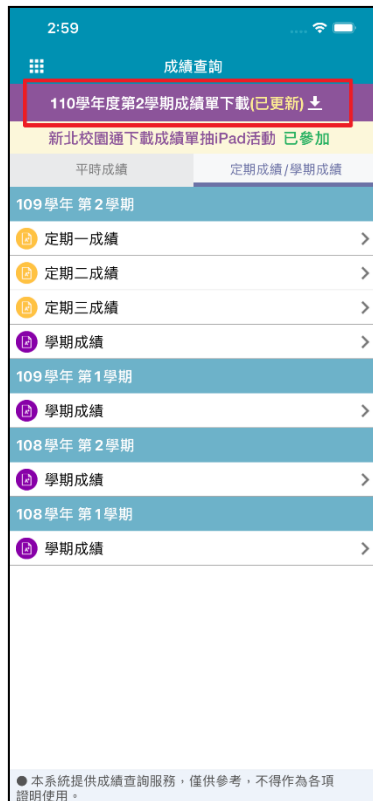 2:59
成績查詢
110學年度第2學期成績單下載(已更新)
新北校園通下載成績單抽iPad活動 已參加
平時成績 定期成績/學期成績
109學年 第2學期
定期一成績
定期二成績
定期三成績
學期成績
109學年 第1學期
學期成績
108學年 第2學期
學期成績
108學年 第1學期
學期成績
● 本系統提供成績查詢服務，僅供參考，不得作為各項
證明使用。